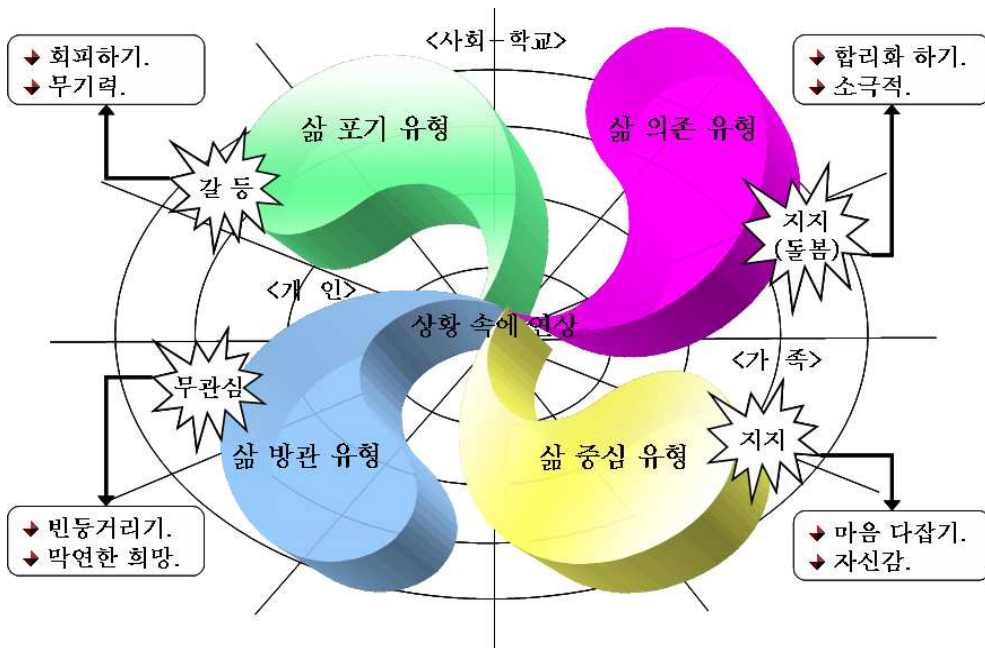 <사회-학교>
회피하기.
무기력.
합리화 하기.
소극적.
삶 포기 유형
삶 의존 유형
갈 등
지지
(돌봄)
<개 인>
상황 속에 연상
<가 족>
무관심
지지
삶 방관 유형
삶 중심 유형
빈둥거리기.
막연한 희망.
마음 다잡기.
자신감.